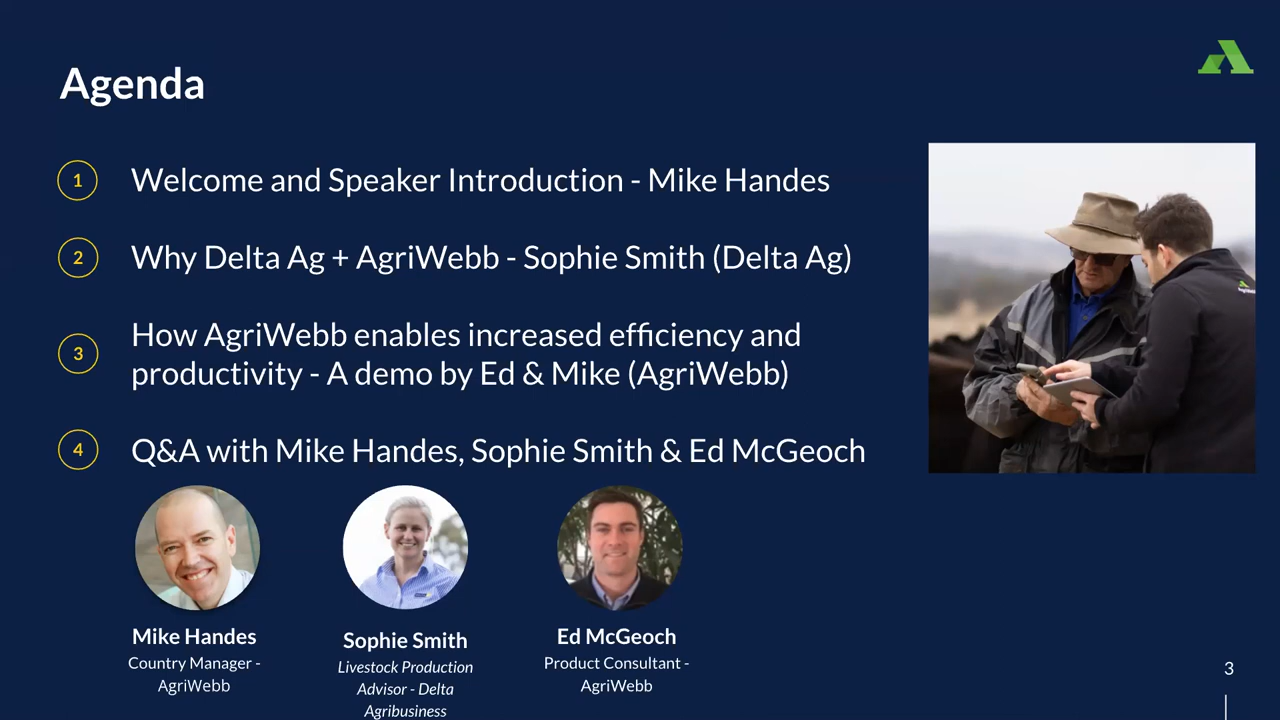 Agenda
1
Welcome and Speaker Introduction - Mike Handes
2
Why Delta Ag + AgriWebb - Sophie Smith (Delta Ag)
3
How AgriWebb enables increased efficiency and
productivity - A demo by Ed & Mike (AgriWebb)
4
Q&A with Mike Handes, Sophie Smith & Ed McGeoch
Mike Handes
Country Manager -
AgriWebb
Sophie Smith
Livestock Production
Advisor - Delta
Agribusiness
Ed McGeoch
Product Consultant -
AgriWebb
3